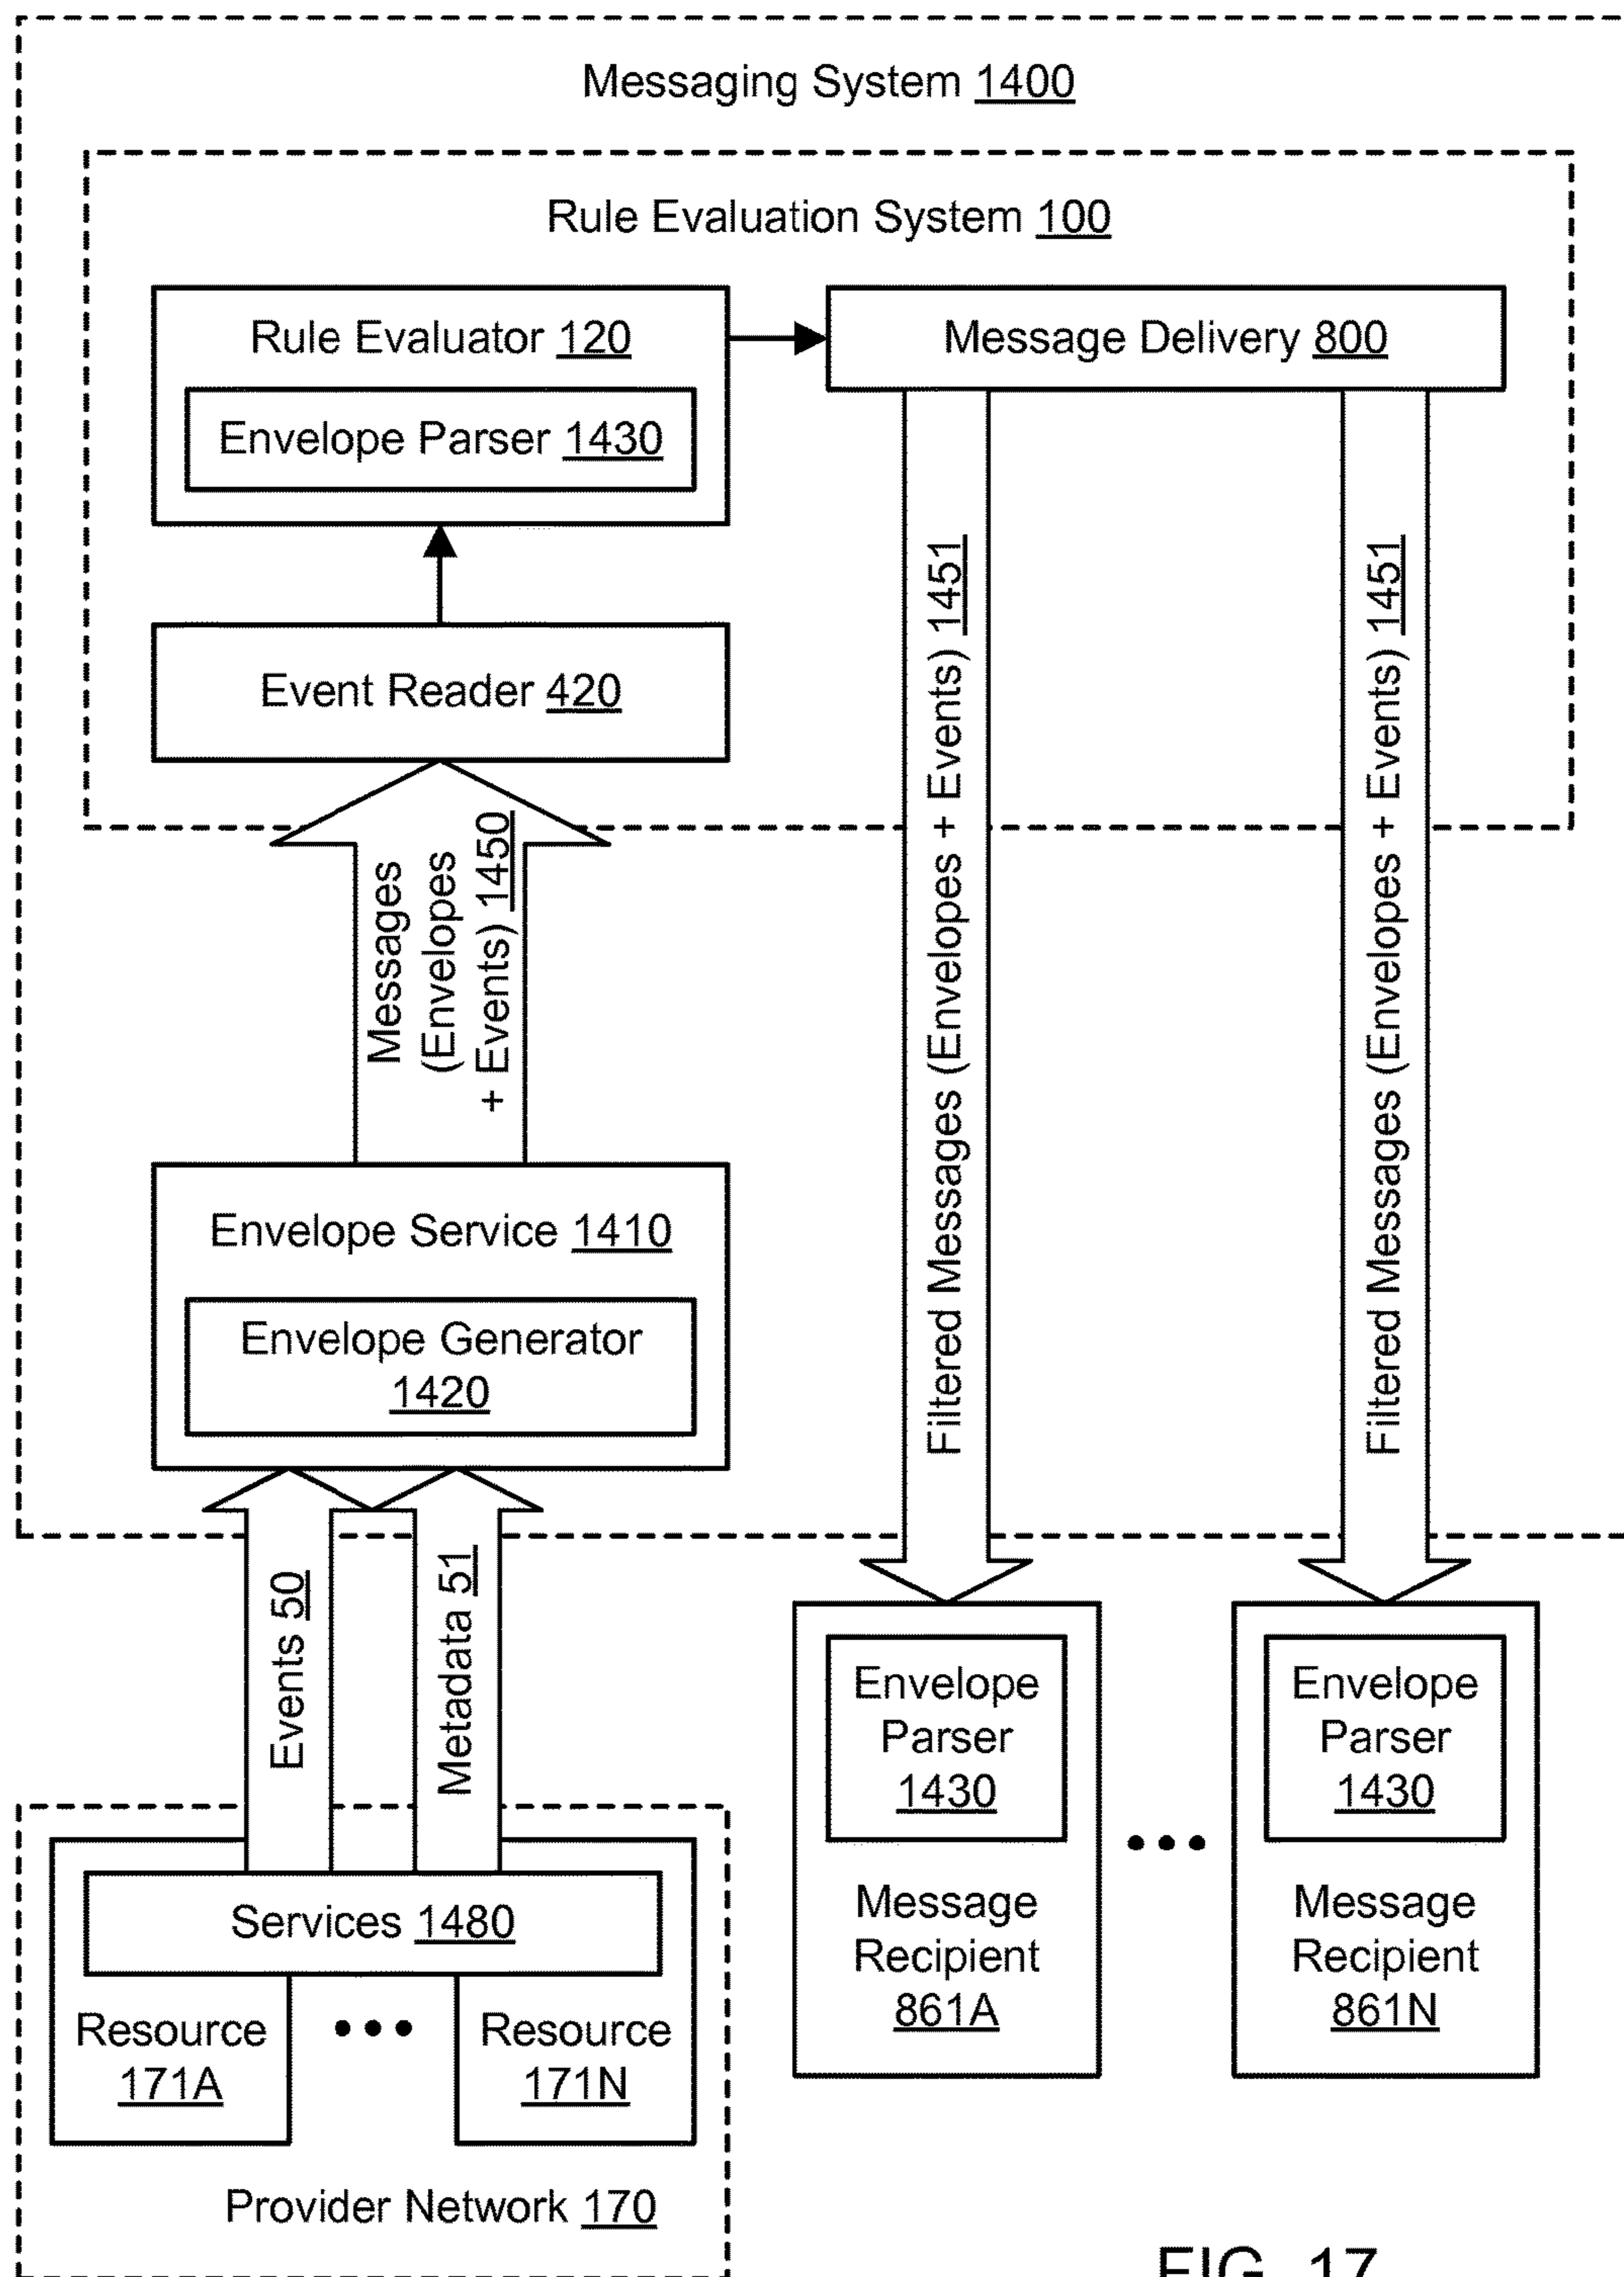 Messaging System 1400
Rule Evaluation System 100
Rule Evaluator 120
Envelope Parser 1430
Message Delivery 800
Event Reader 420
Messages
(Envelopes
+ Events) 1450
Filtered Messages (Envelopes + Events) 1451
Filtered Messages (Envelopes + Events) 1451
Envelope Service 1410
Envelope Generator
1420
Events 50
Metadata 51
Services 1480
Resource
171A
•••
Resource
171N
Provider Network 170
Envelope
Parser
1430
Message
Recipient
861A
•••
Envelope
Parser
1430
Message
Recipient
861N
FIG. 17